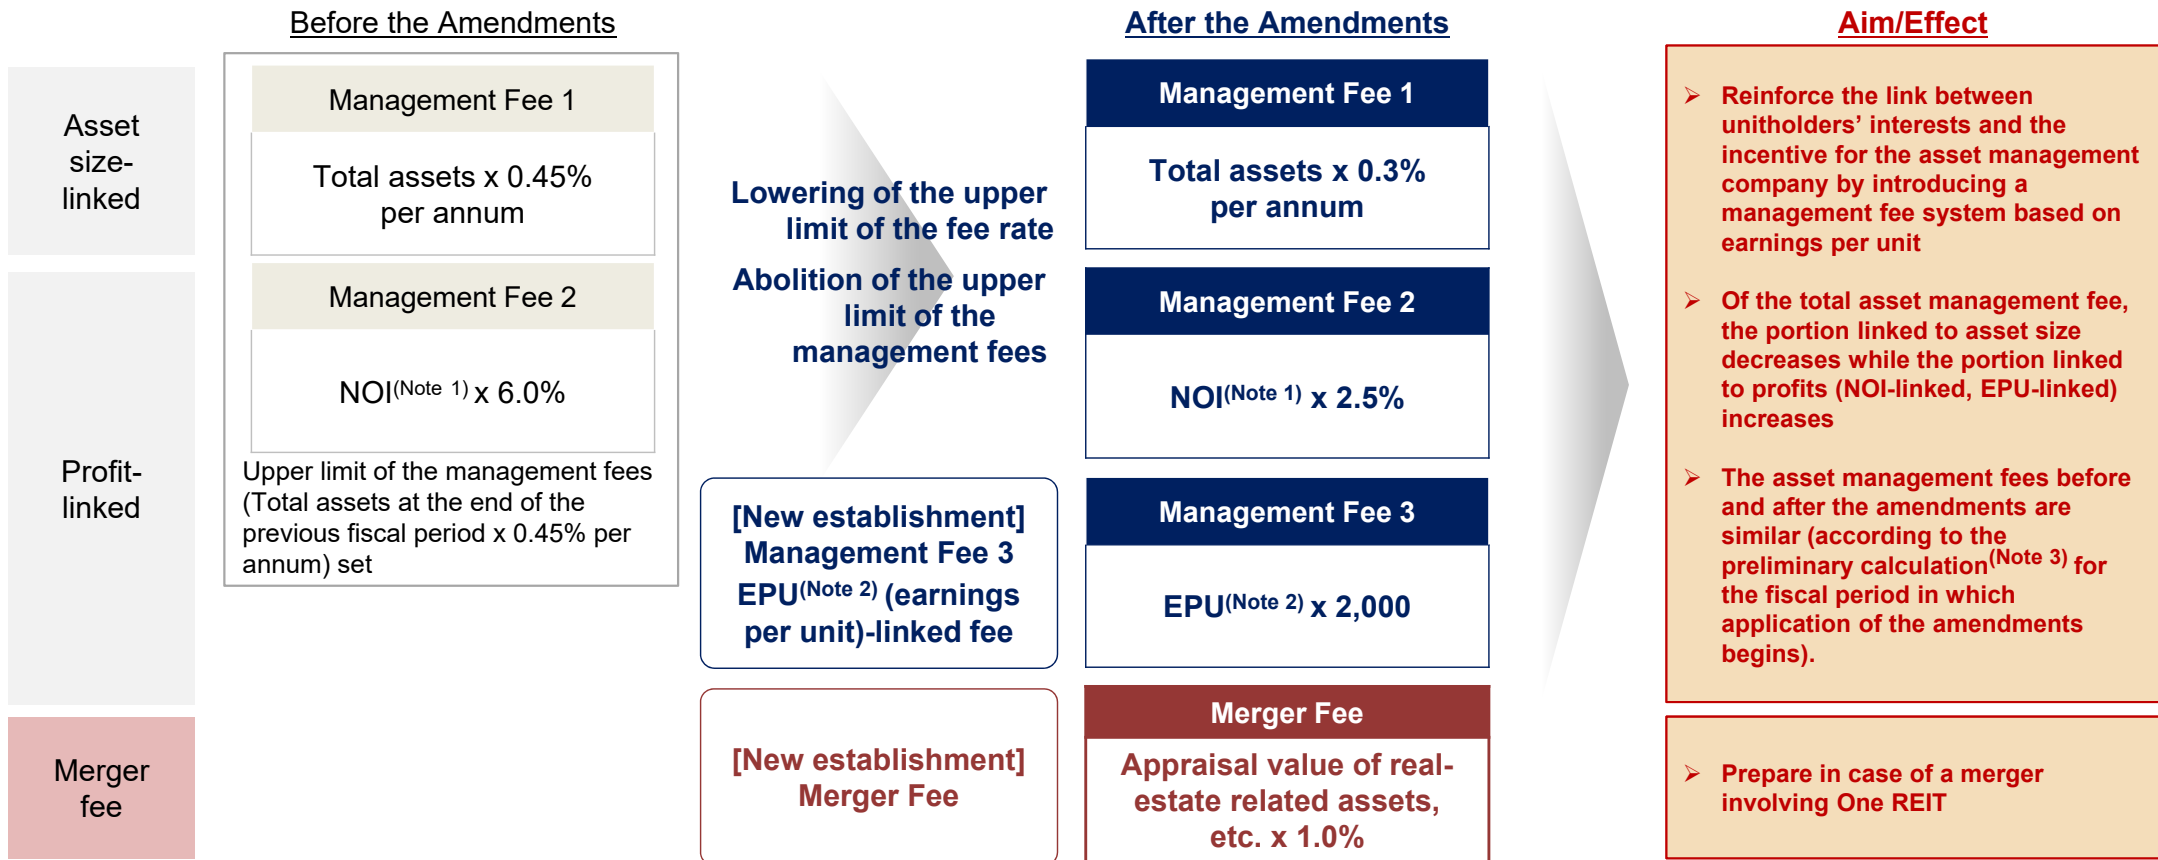 Before the Amendments
After the Amendments
Aim/Effect
Asset
size-
linked
Management Fee 1
Total assets x 0.45%
per annum
Management Fee 2
NOI(Note 1) x 6.0%
Upper limit of the management fees
(Total assets at the end of the
previous fiscal period x 0.45% per
annum) set
Profit-
linked
Merger
fee
Lowering of the upper
limit of the fee rate
Abolition of the upper
limit of the
management fees
[New establishment]
Management Fee 3
EPU(Note 2) (earnings
per unit)-linked fee
[New establishment]
Merger Fee
Management Fee 1
Total assets x 0.3%
per annum
Management Fee 2
NOI(Note 1) x 2.5%
Management Fee 3
EPU(Note 2) x 2,000
Merger Fee
Appraisal value of real-
estate related assets,
etc. x 1.0%
➢ Reinforce the link between
unitholders’ interests and the
incentive for the asset management
company by introducing a
management fee system based on
earnings per unit
➢ Of the total asset management fee,
the portion linked to asset size
decreases while the portion linked
to profits (NOI-linked, EPU-linked)
increases
➢ The asset management fees before
and after the amendments are
similar (according to the
preliminary calculation(Note 3) for
the fiscal period in which
application of the amendments
begins).
➢ Prepare in case of a merger
involving One REIT